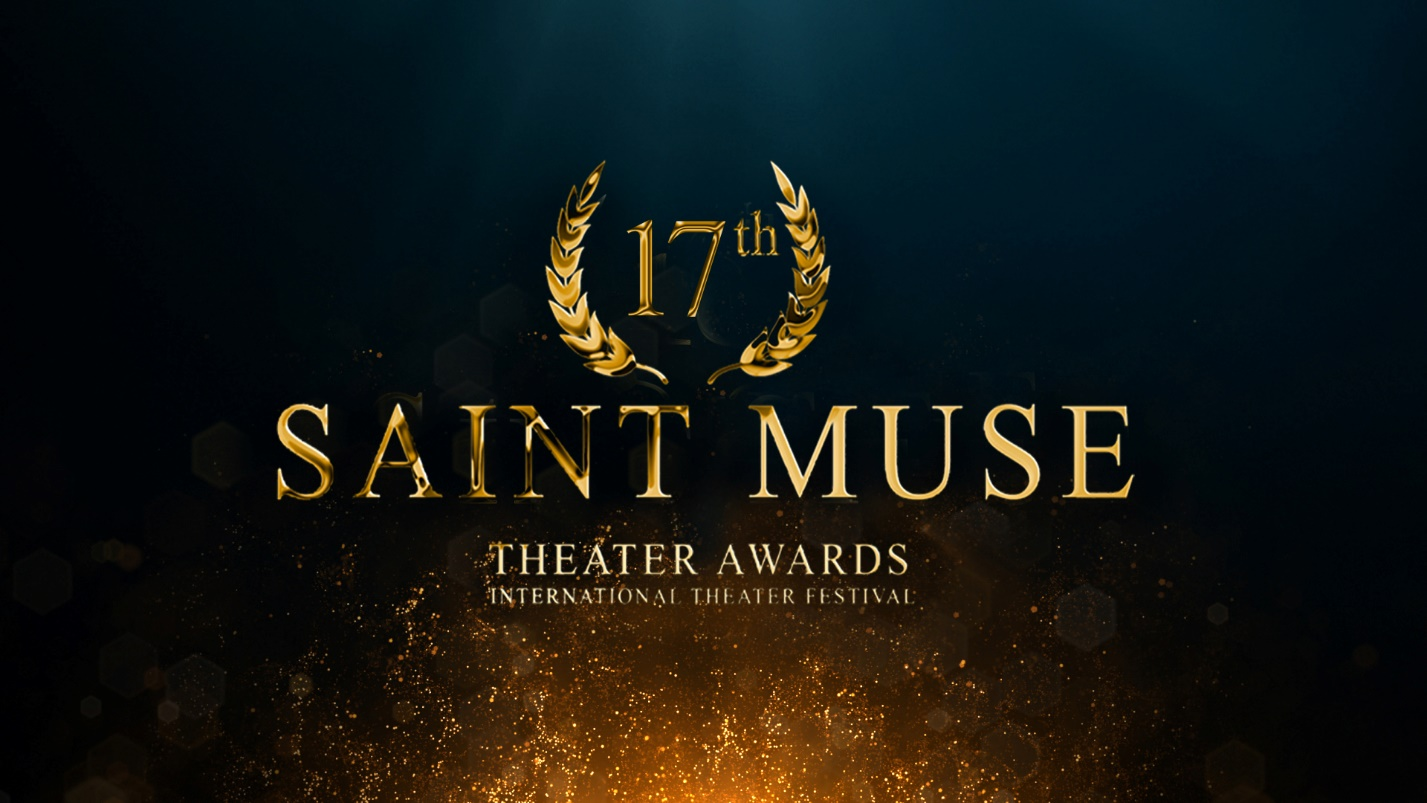 17th
SAINT MUSE
THEATER AWARDS
INTERNATIONAL THEATER FESTIVAL